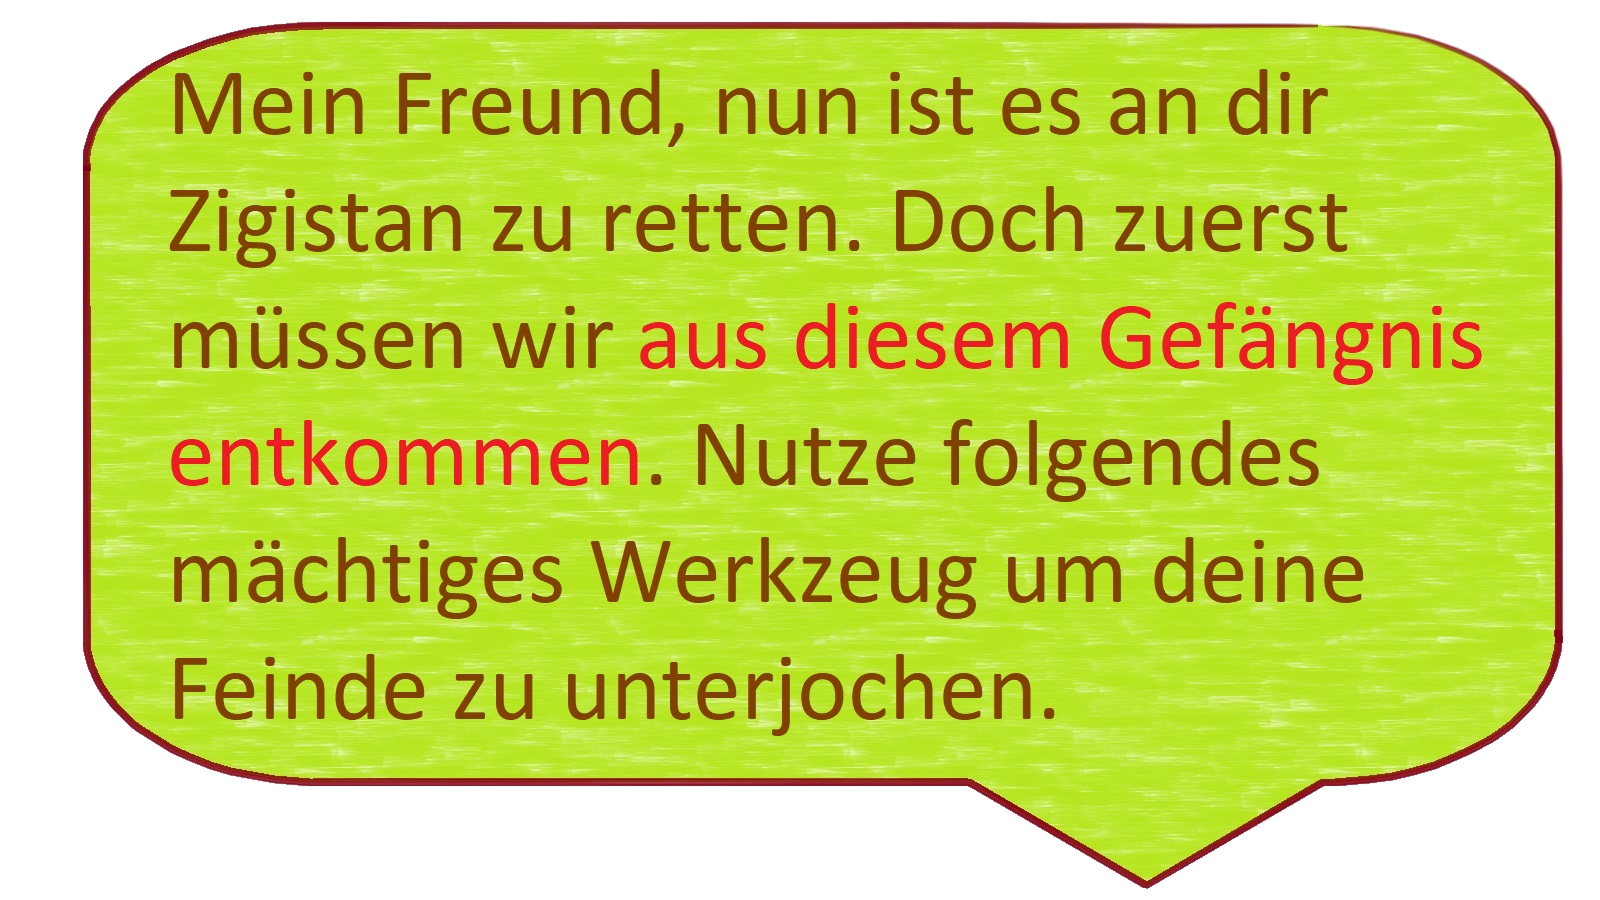 Mein Freund, nun ist es an dir
Zigistan zu retten. Doch zuerst
müssen wir aus diesem Gefängnis
entkommen. Nutze folgendes
mächtiges Werkzeug um deine
Feinde zu unterjochen.